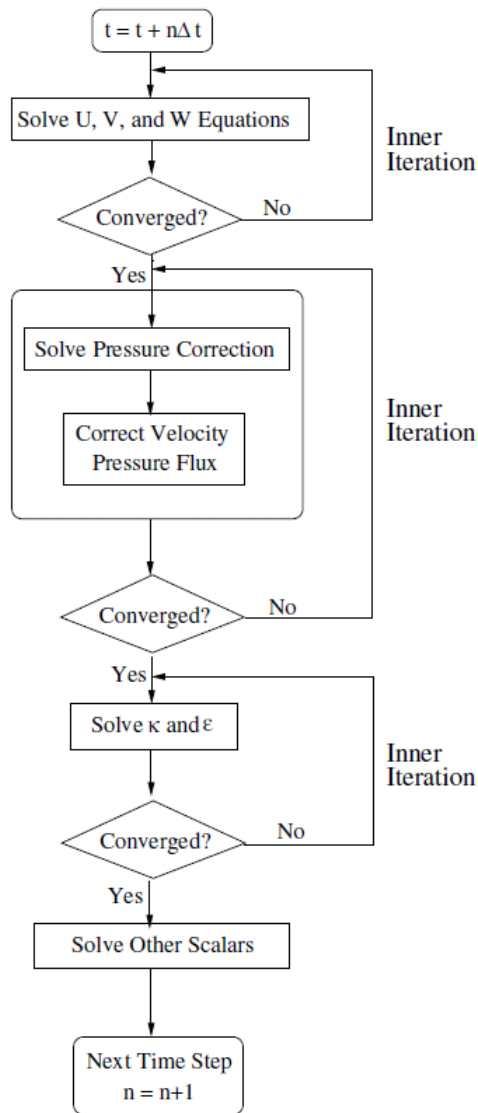 t = t + nΔ t
Solve U, V, and W Equations
Inner
Iteration
Converged?
No
Yes
Solve Pressure Correction
Correct Velocity
Pressure Flux
Inner
Iteration
Converged?
No
Yes
Solve κ and ε
Inner
Iteration
Converged?
No
Yes
Solve Other Scalars
Next Time Step
n = n+1